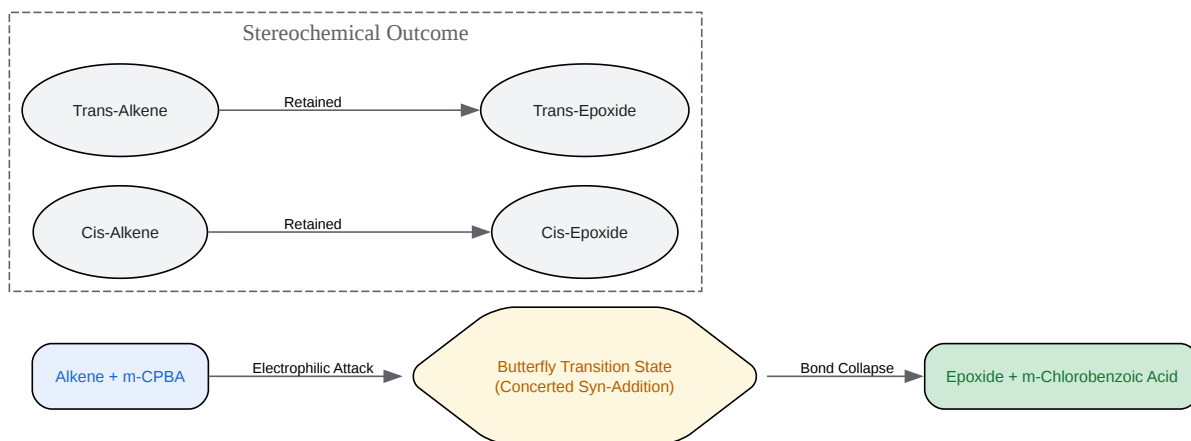 Stereochemical Outcome
Trans-Alkene
Retained
Trans-Epoxide
Cis-Alkene
Retained
Cis-Epoxide
Alkene + m-CPBA
Electrophilic Attack
Butterfly Transition State
(Concerted Syn-Addition)
Bond Collapse
Epoxide + m-Chlorobenzoic Acid